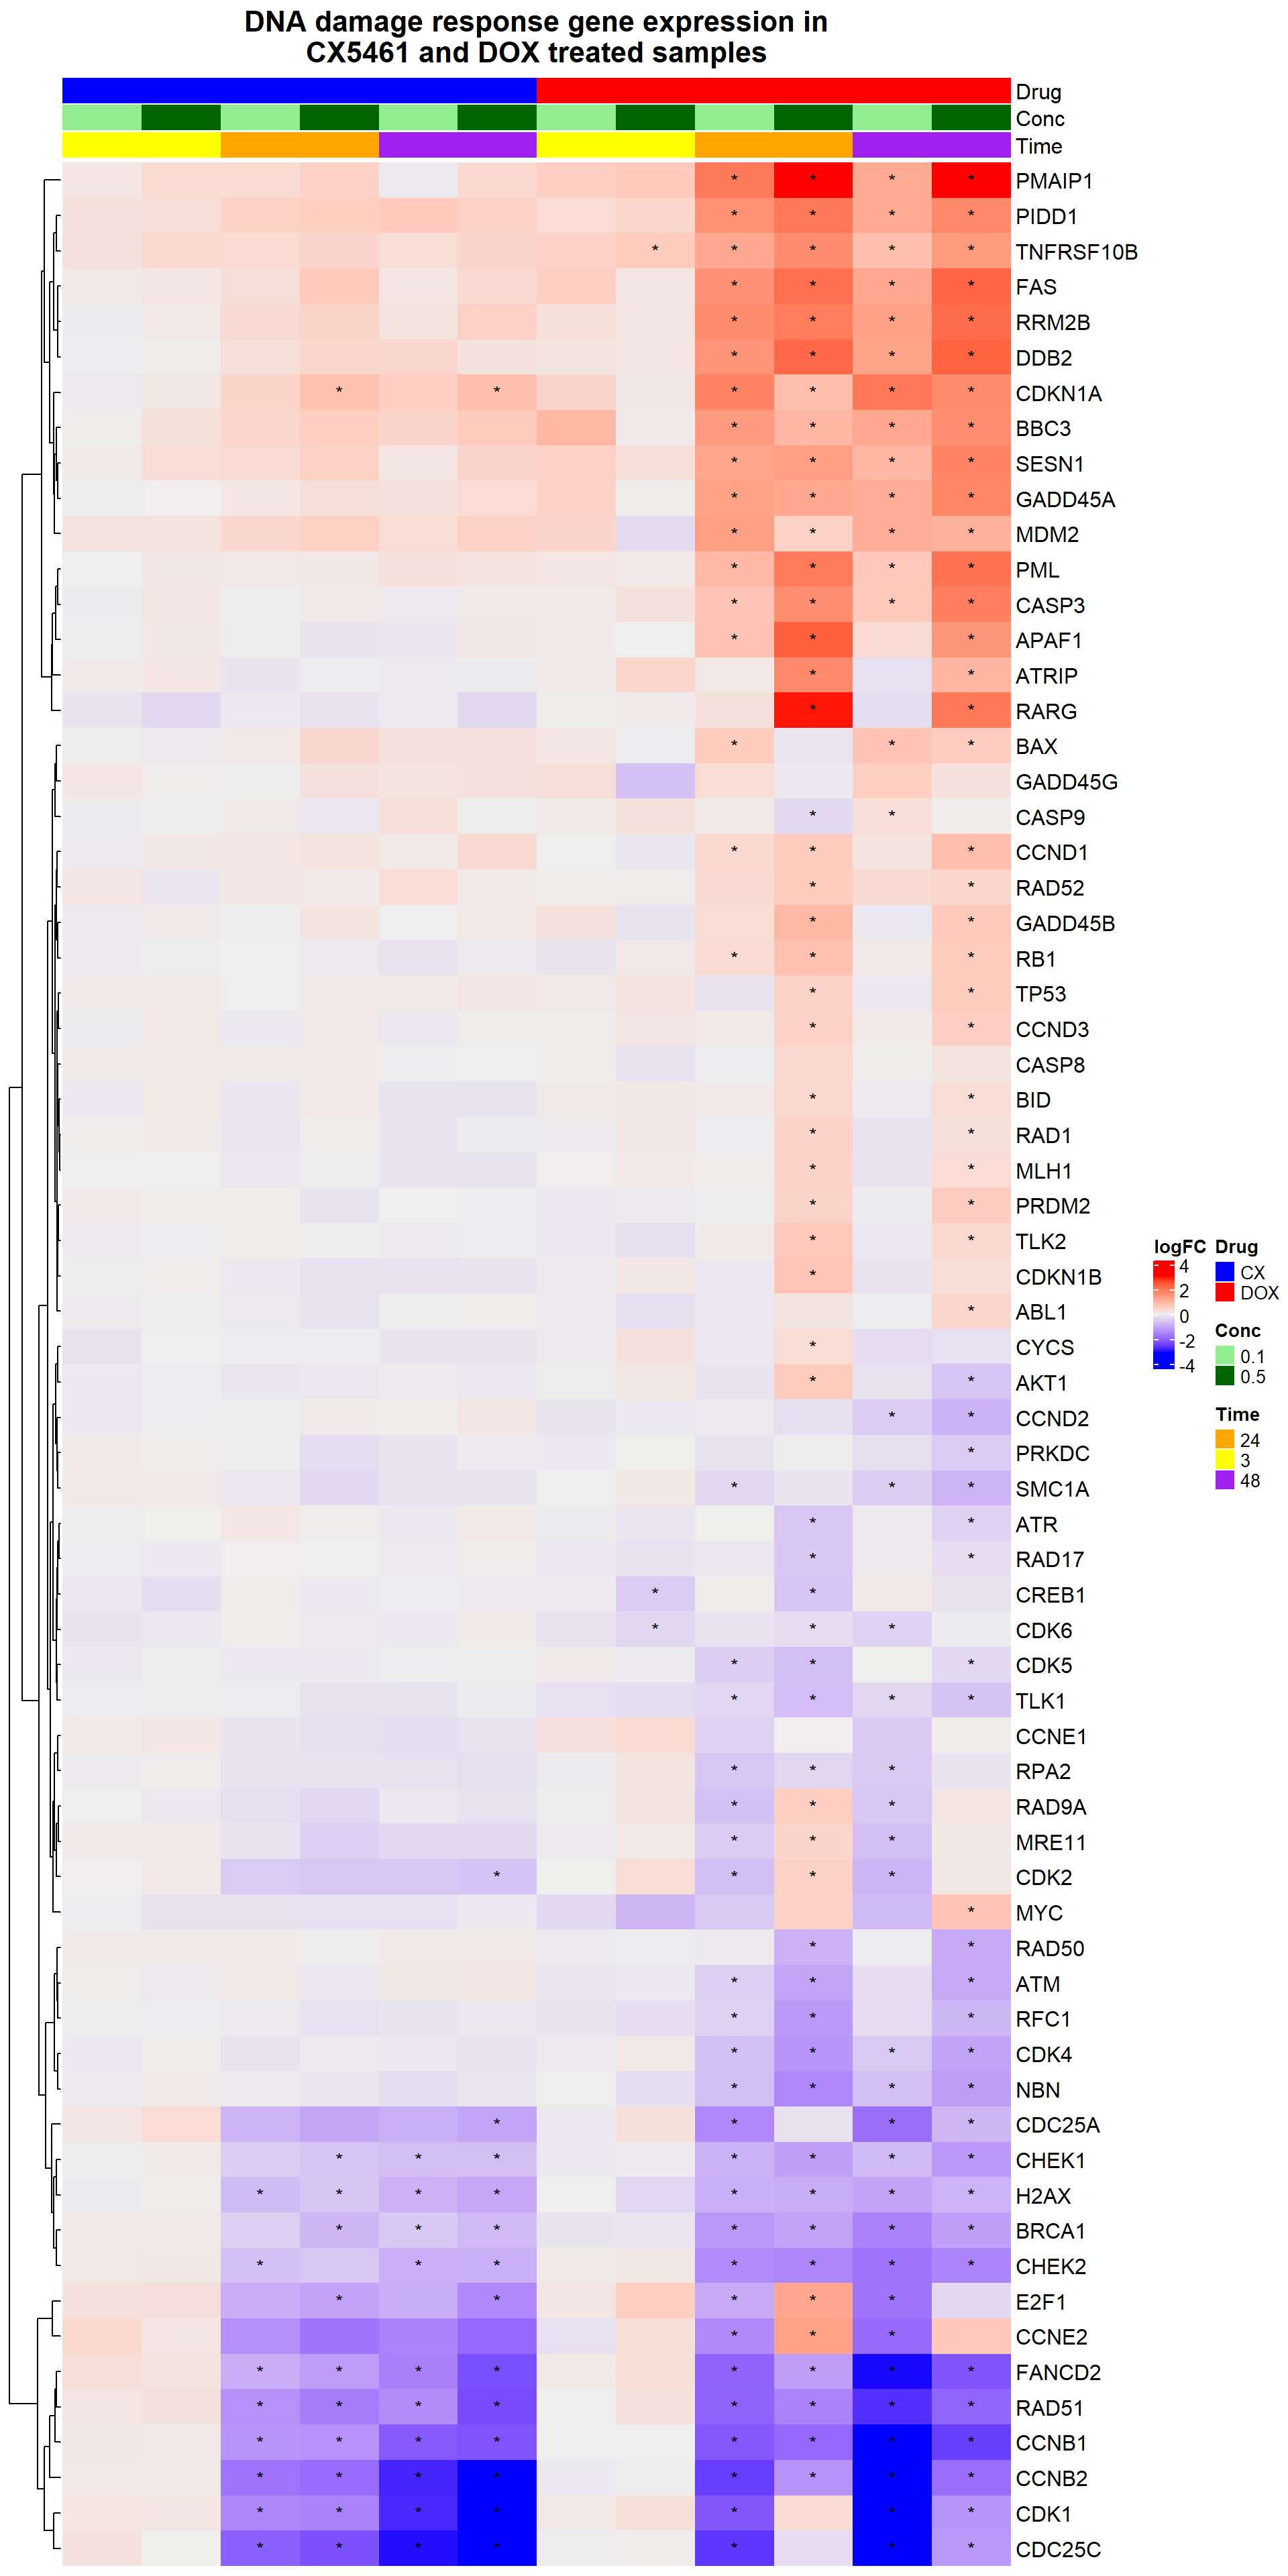 DNA damage response gene expression in
CX5461 and DOX treated samples
Drug
Conc
Time
PMAIP1
PIDD1
TNFRSF10B
FAS
RRM2B
DDB2
CDKN1A
BBC3
SESN1
GADD45A
MDM2
PML
CASP3
APAF1
ATRIP
RARG
BAX
GADD45G
CASP9
CCND1
RAD52
GADD45B
RB1
TP53
CCND3
CASP8
BID
RAD1
MLH1
PRDM2
TLK2
CDKN1B
ABL1
CYCS
AKT1
CCND2
PRKDC
SMC1A
ATR
RAD17
CREB1
CDK6
CDK5
TLK1
CCNE1
RPA2
RAD9A
MRE11
CDK2
MYC
RAD50
ATM
RFC1
CDK4
NBN
CDC25A
CHEK1
H2AX
BRCA1
CHEK2
E2F1
CCNE2
FANCD2
RAD51
CCNB1
CCNB2
CDK1
CDC25C
logFC
4
2
0
-2
-4
Drug
CX
DOX
Conc
0.1
0.5
Time
24
3
48